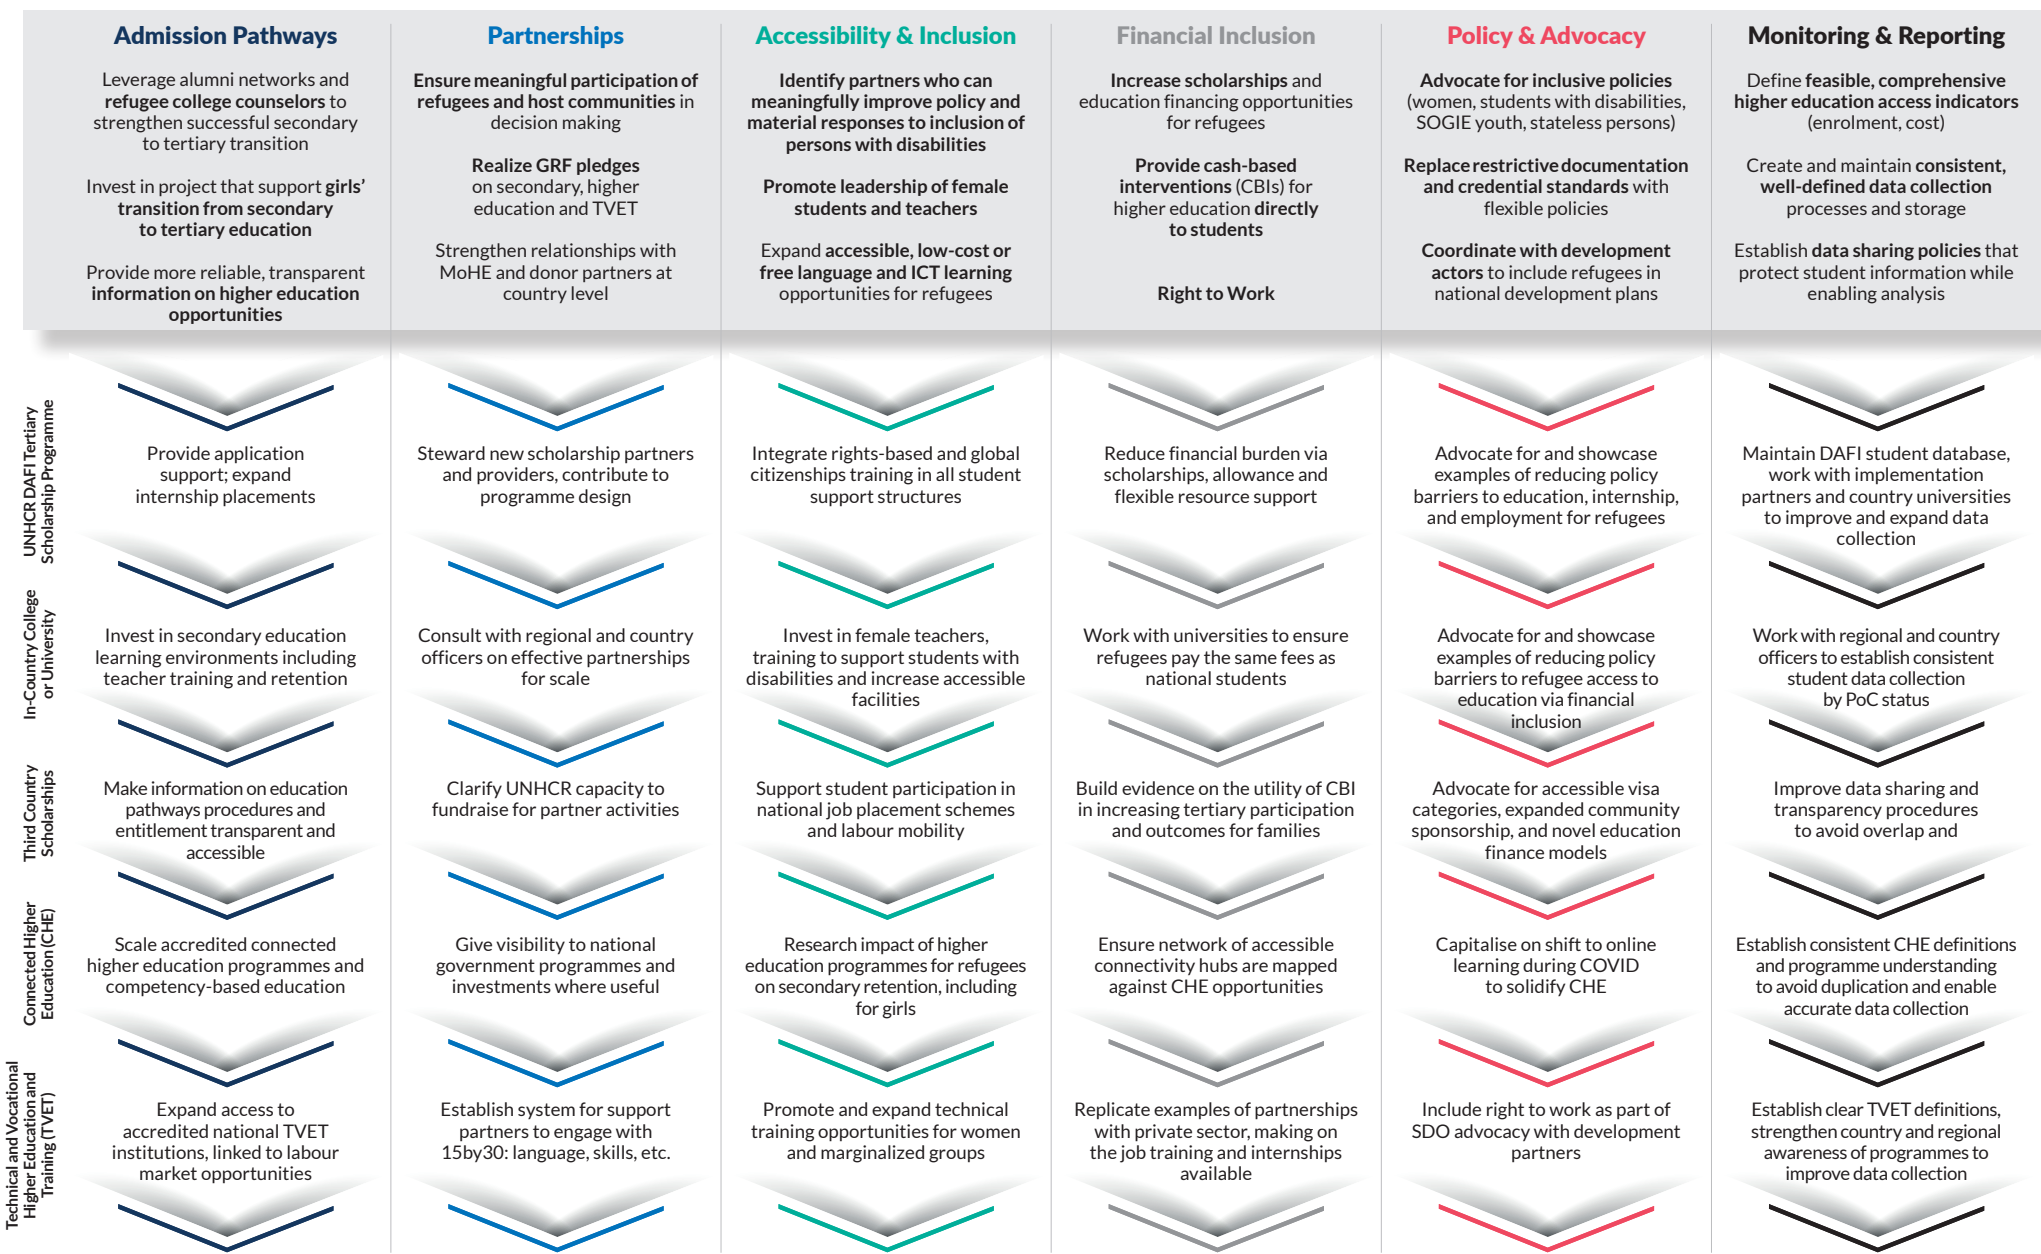 Admission Pathways
Leverage alumni networks and
refugee college counselors to
strengthen successful secondary
to tertiary transition
Invest in project that support girls’
transition from secondary
to tertiary education
Provide more reliable, transparent
information on higher education
opportunities
Partnerships
Ensure meaningful participation of
refugees and host communities in
decision making
Realize GRF pledges
on secondary, higher
education and TVET
Strengthen relationships with
MoHE and donor partners at
country level
Accessibility & Inclusion
Identify partners who can
meaningfully improve policy and
material responses to inclusion of
persons with disabilities
Promote leadership of female
students and teachers
Expand accessible, low-cost or
free language and ICT learning
opportunities for refugees
Financial Inclusion
Increase scholarships and
education financing opportunities
for refugees
Provide cash-based
interventions (CBIs) for
higher education directly
to students
Right to Work
Policy & Advocacy
Advocate for inclusive policies
(women, students with disabilities,
SOGIE youth, stateless persons)
Replace restrictive documentation
and credential standards with
flexible policies
Coordinate with development
actors to include refugees in
national development plans
Monitoring & Reporting
Define feasible, comprehensive
higher education access indicators
(enrolment, cost)
Create and maintain consistent,
well-defined data collection
processes and storage
Establish data sharing policies that
protect student information while
enabling analysis
UNHCR DAFI Tertiary
Scholarship Programme
Provide application
support; expand
internship placements
Steward new scholarship partners
and providers, contribute to
programme design
Integrate rights-based and global
citizenships training in all student
support structures
Reduce financial burden via
scholarships, allowance and
flexible resource support
Advocate for and showcase
examples of reducing policy
barriers to education, internship,
and employment for refugees
Maintain DAFI student database,
work with implementation
partners and country universities
to improve and expand data
collection
In-Country College
or University
Invest in secondary education
learning environments including
teacher training and retention
Consult with regional and country
officers on effective partnerships
for scale
Invest in female teachers,
training to support students with
disabilities and increase accessible
facilities
Work with universities to ensure
refugees pay the same fees as
national students
Advocate for and showcase
examples of reducing policy
barriers to refugee access to
education via financial
inclusion
Work with regional and country
officers to establish consistent
student data collection
by PoC status
Third Country
Scholarships
Make information on education
pathways procedures and
entitlement transparent and
accessible
Clarify UNHCR capacity to
fundraise for partner activities
Support student participation in
national job placement schemes
and labour mobility
Build evidence on the utility of CBI
in increasing tertiary participation
and outcomes for families
Advocate for accessible visa
categories, expanded community
sponsorship, and novel education
finance models
Improve data sharing and
transparency procedures
to avoid overlap and
Connected Higher
Education (CHE)
Scale accredited connected
higher education programmes and
competency-based education
Give visibility to national
government programmes and
investments where useful
Research impact of higher
education programmes for refugees
on secondary retention, including
for girls
Ensure network of accessible
connectivity hubs are mapped
against CHE opportunities
Capitalise on shift to online
learning during COVID
to solidify CHE
Establish consistent CHE definitions
and programme understanding
to avoid duplication and enable
accurate data collection
Technical and Vocational
Higher Education and
Training (TVET)
Expand access to
accredited national TVET
institutions, linked to labour
market opportunities
Establish system for support
partners to engage with
15by30: language, skills, etc.
Promote and expand technical
training opportunities for women
and marginalized groups
Replicate examples of partnerships
with private sector, making on
the job training and internships
available
Include right to work as part of
SDO advocacy with development
partners
Establish clear TVET definitions,
strengthen country and regional
awareness of programmes to
improve data collection